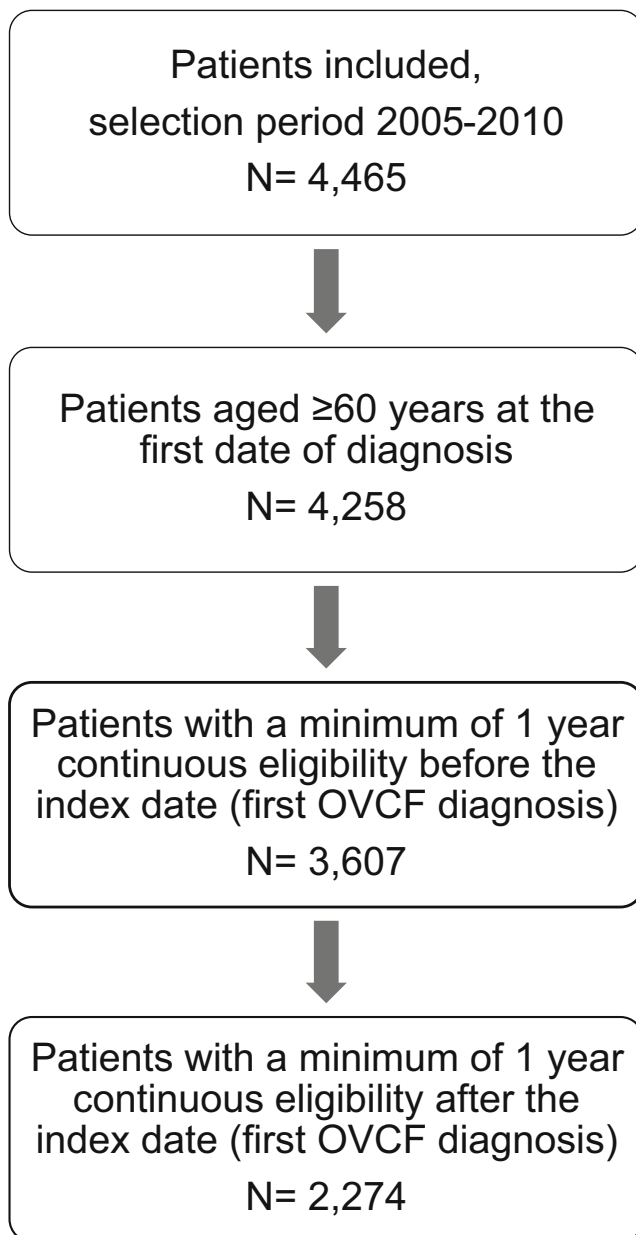 Patients included,
selection period 2005-2010
N= 4,465
Patients aged ≥60 years at the
first date of diagnosis
N= 4,258
Patients with a minimum of 1 year
continuous eligibility before the
index date (first OVCF diagnosis)
N= 3,607
Patients with a minimum of 1 year
continuous eligibility after the
index date (first OVCF diagnosis)
N= 2,274